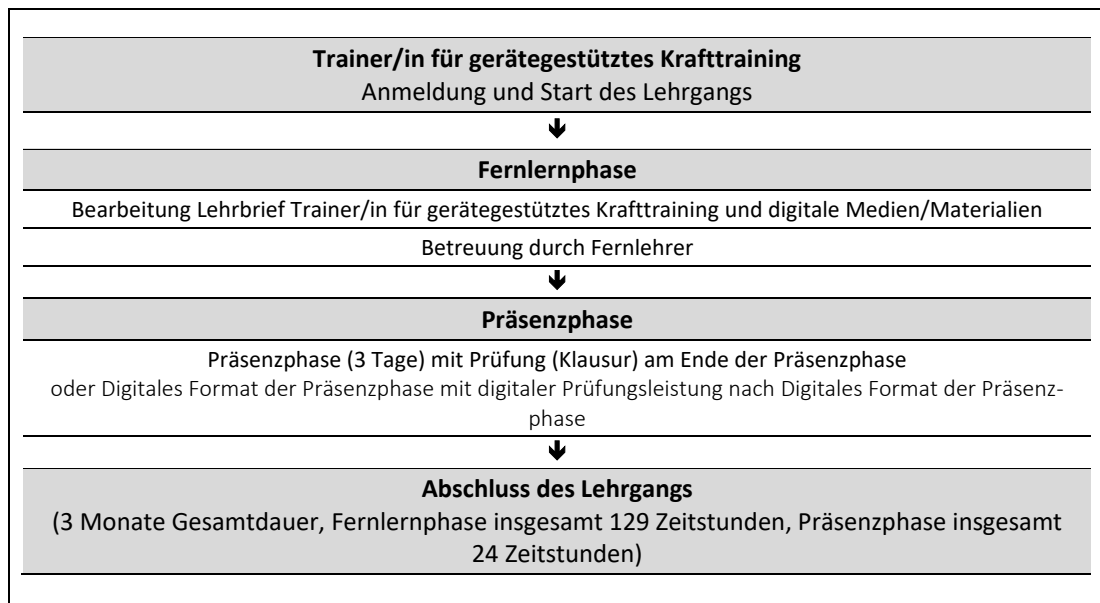 Trainer/in für gerätegestütztes Krafttraining
Anmeldung und Start des Lehrgangs
Fernlernphase
Bearbeitung Lehrbrief Trainer/in für gerätegestütztes Krafttraining und digitale Medien/Materialien
Betreuung durch Fernlehrer
Präsenzphase
Präsenzphase (3 Tage) mit Prüfung (Klausur) am Ende der Präsenzphase
oder Digitales Format der Präsenzphase mit digitaler Prüfungsleistung nach Digitales Format der Präsenz-
phase
Abschluss des Lehrgangs
(3 Monate Gesamtdauer, Fernlernphase insgesamt 129 Zeitstunden, Präsenzphase insgesamt
24 Zeitstunden)